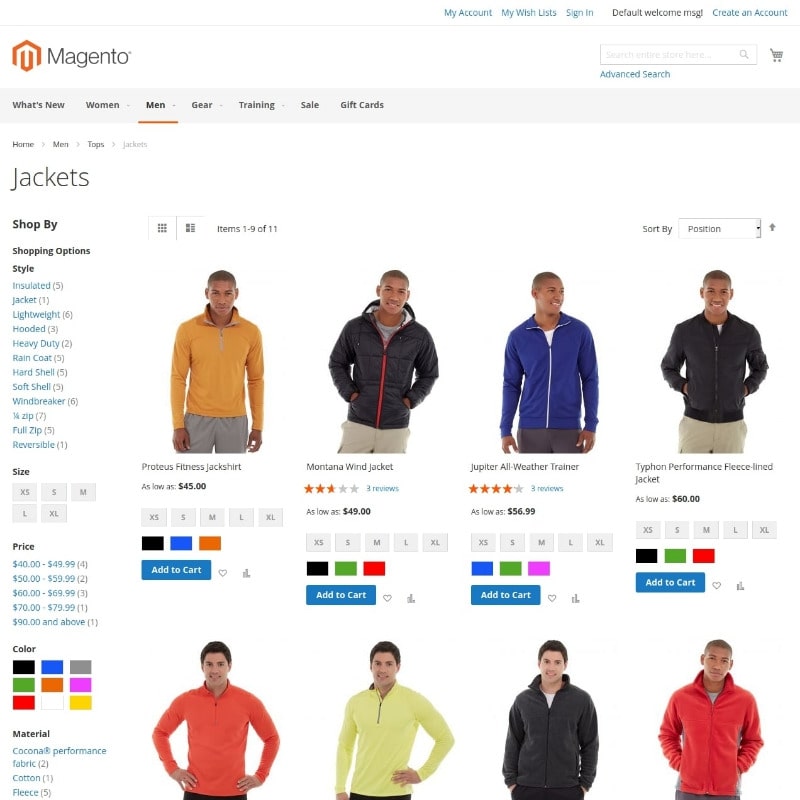 My Account My Wish Lists Sign In Default welcome msg! Create an Account
Magento
Search entire store here...
Advanced Search
What's New Women Men Gear Training Sale Gift Cards
Home > Men > Tops > Jackets
Jackets
Shop By
Shopping Options
Style
Insulated (5)
Jacket (1)
Lightweight (6)
Hooded (3)
Heavy Duty (2)
Rain Coat (5)
Hard Shell (5)
Soft Shell (5)
Windbreaker (6)
¼ zip (7)
Full Zip (5)
Reversible (1)
Size
XS S M
L XL
Price
$40.00 - $49.99 (4)
$50.00 - $59.99 (2)
$60.00 - $69.99 (3)
$70.00 - $79.99 (1)
$90.00 and above (1)
Color
Material
Cocona® performance
fabric (2)
Cotton (1)
Fleece (5)
Items 1-9 of 11
Sort By Position
Proteus Fitness Jackshirt
As low as: $45.00
XS S M L XL
Add to Cart
Montana Wind Jacket
3 reviews
As low as: $49.00
XS S M L XL
Add to Cart
Jupiter All-Weather Trainer
3 reviews
As low as: $56.99
XS S M L XL
Add to Cart
Typhon Performance Fleece-lined
Jacket
As low as: $60.00
XS S M L XL
Add to Cart